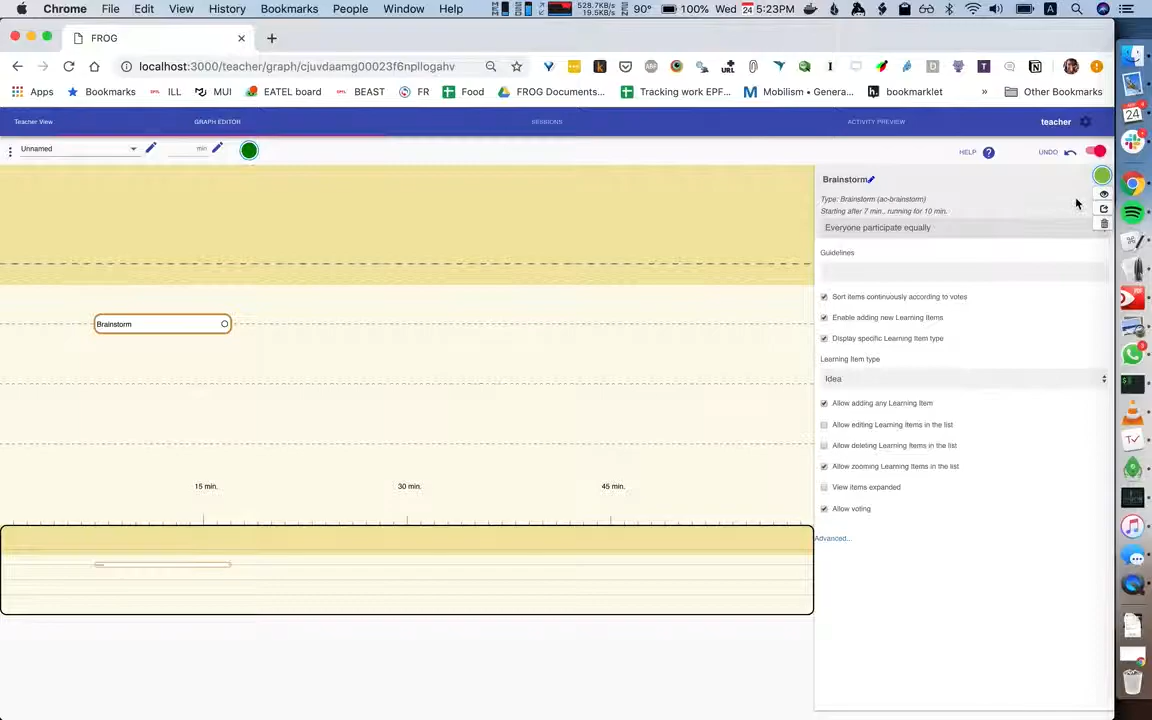 Chrome File Edit View History Bookmarks People Window Help 528.7KB/s 19.5KB/s 90° 100% Wed 24 5:23PM A
FROG
localhost:3000/teacher/graph/cjuvdaamg00023f6npllogahv
Apps Bookmarks ILL MUI EATEL board BEAST FR Food FROG Documents... Tracking work EPF... Mobilism • Genera... bookmarklet » Other Bookmarks
Teacher View GRAPH EDITOR SESSIONS ACTIVITY PREVIEW teacher
Unnamed min HELP ? UNDO
Brainstorm
Type: Brainstorm (ac-brainstorm)
Starting after 7 min., running for 10 min.
Everyone participate equally
Guidelines
Sort items continuously according to votes
Enable adding new Learning Items
Display specific Learning Item type
Learning Item type
Idea
Allow adding any Learning Item
Allow editing Learning Items in the list
Allow deleting Learning Items in the list
Allow zooming Learning Items in the list
View items expanded
Allow voting
Advanced...
Brainstorm
15 min. 30 min. 45 min.